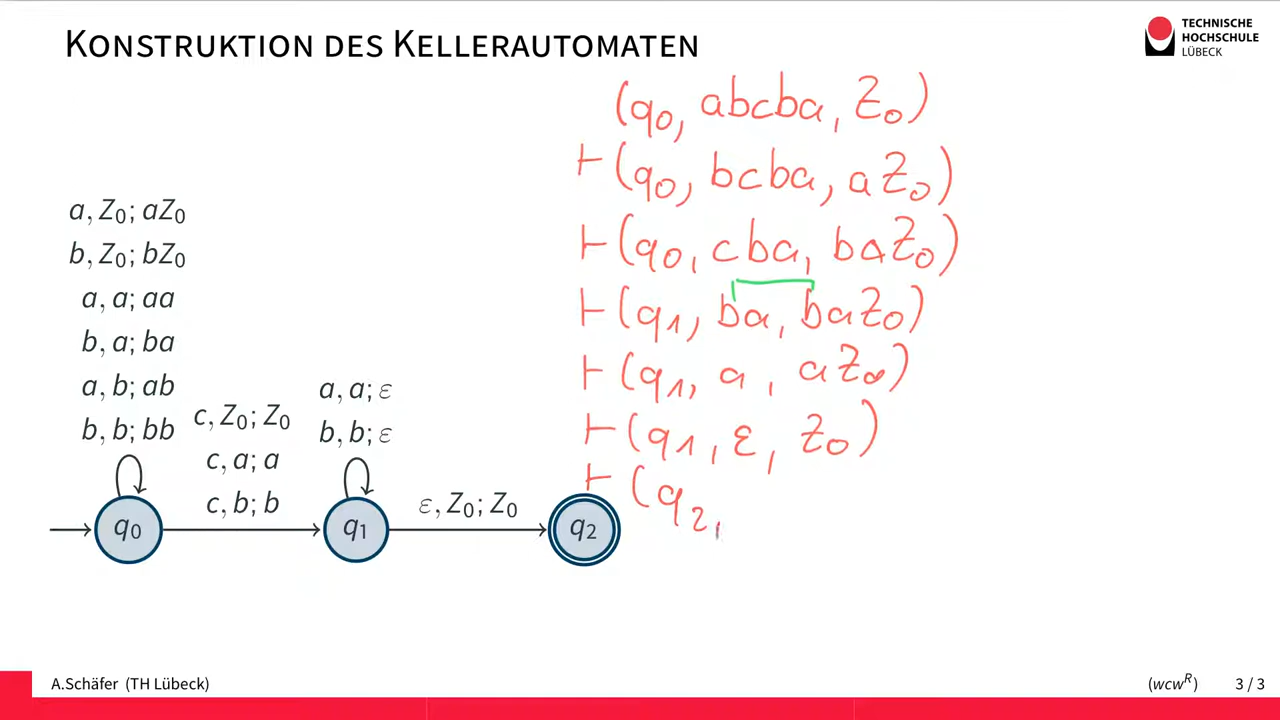 KONSTRUKTION DES KELLERAUTOMATEN
TECHNISCHE
HOCHSCHULE
LÜBECK
(q0, abcba, Z0)
⊢(q0, bcba, aZ0)
⊢(q0, cba, baZ0)
⊢(q1, ba, baZ0)
⊢(q1, a, aZ0)
⊢(q1, ε, Z0)
⊢(q2,
a, Z₀; aZ₀
b, Z₀; bZ₀
a, a; aa
b, a; ba
a, b; ab
b, b; bb
c, Z₀; Z₀
c, a; a
c, b; b
a, a; ε
b, b; ε
ε, Z₀; Z₀
q₀
q₁
q₂
A.Schäfer (TH Lübeck)
(wcwᴿ)
3 / 3